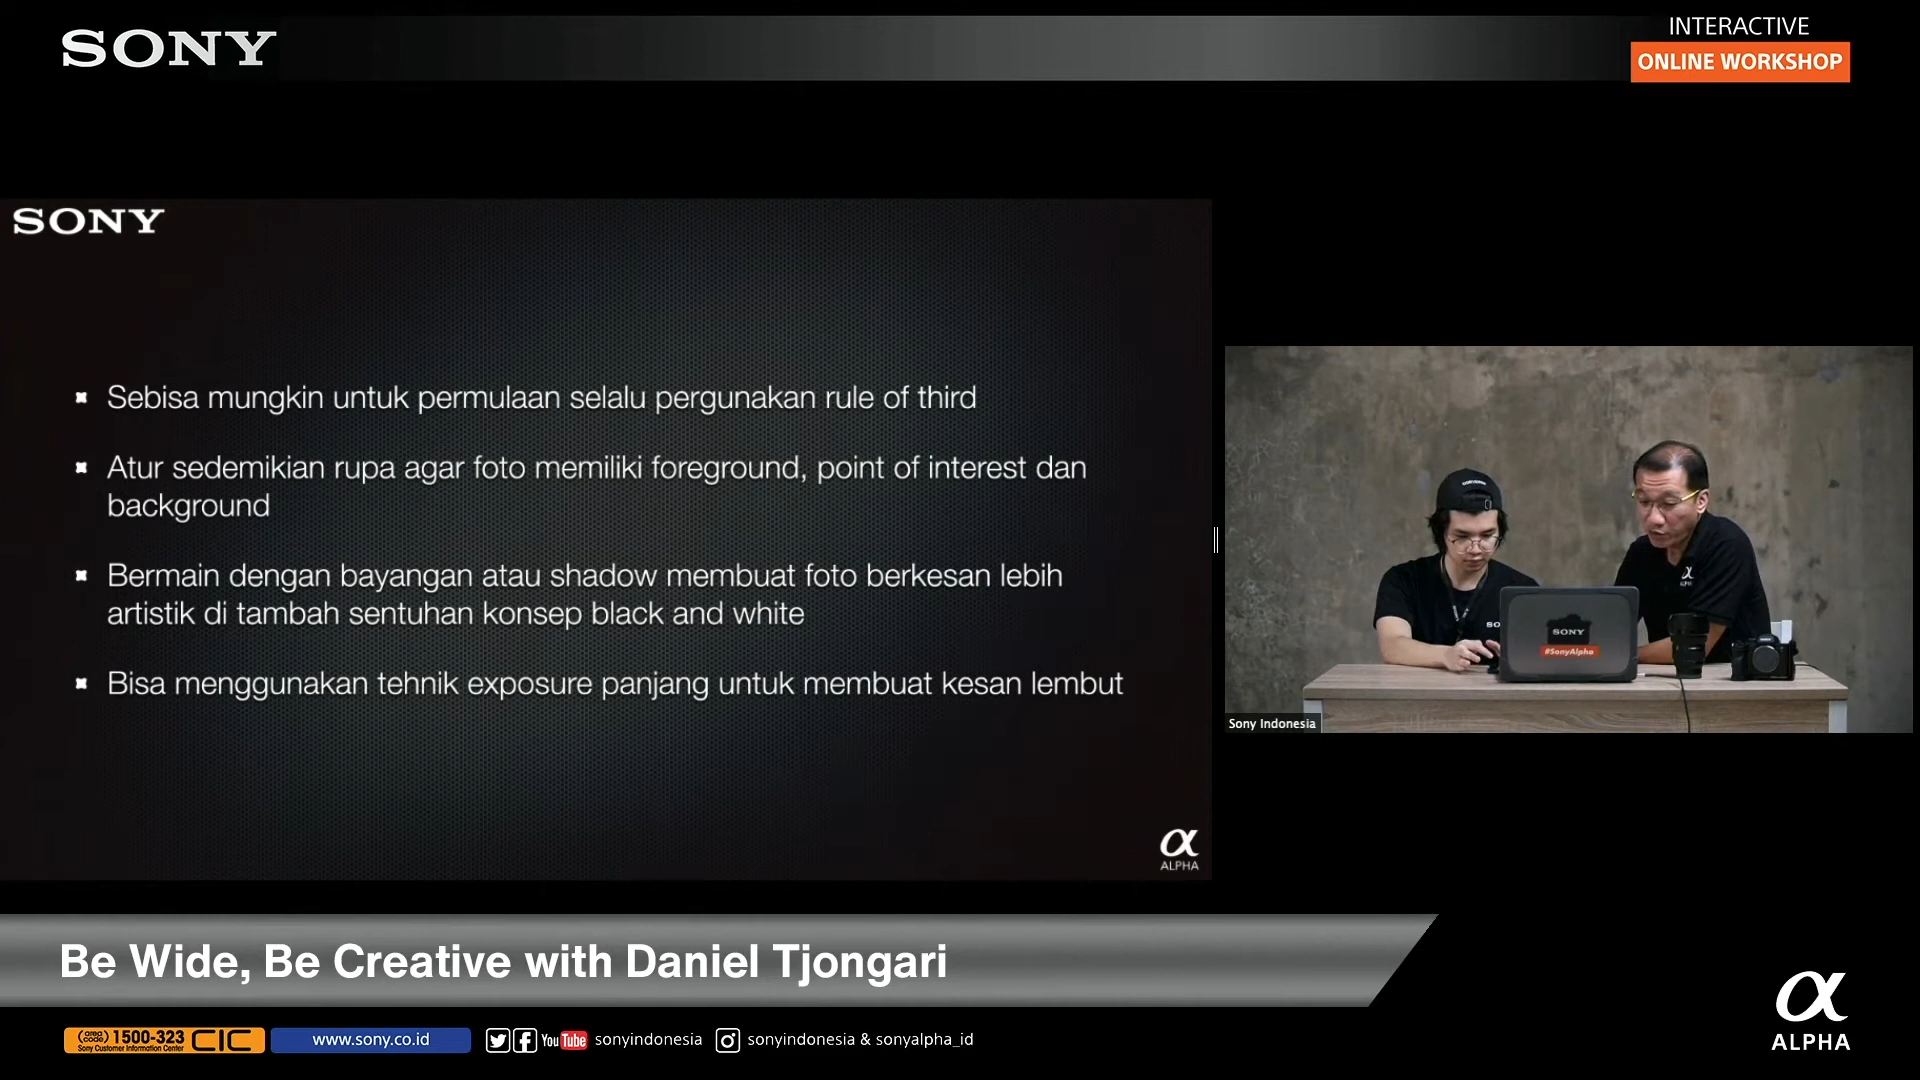 SONY
INTERACTIVE
ONLINE WORKSHOP
SONY
Sebisa mungkin untuk permulaan selalu pergunakan rule of third
Atur sedemikian rupa agar foto memiliki foreground, point of interest dan
background
Bermain dengan bayangan atau shadow membuat foto berkesan lebih
artistik di tambah sentuhan konsep black and white
Bisa menggunakan tehnik exposure panjang untuk membuat kesan lembut
α
ALPHA
SO
α
SONY
#SonyAlpha
Sony Indonesia
Be Wide, Be Creative with Daniel Tjongari
(area code) 1500-323 CIC
Sony Customer Information Center
www.sony.co.id
YouTube sonyindonesia
sonyindonesia & sonyalpha_id
α
ALPHA